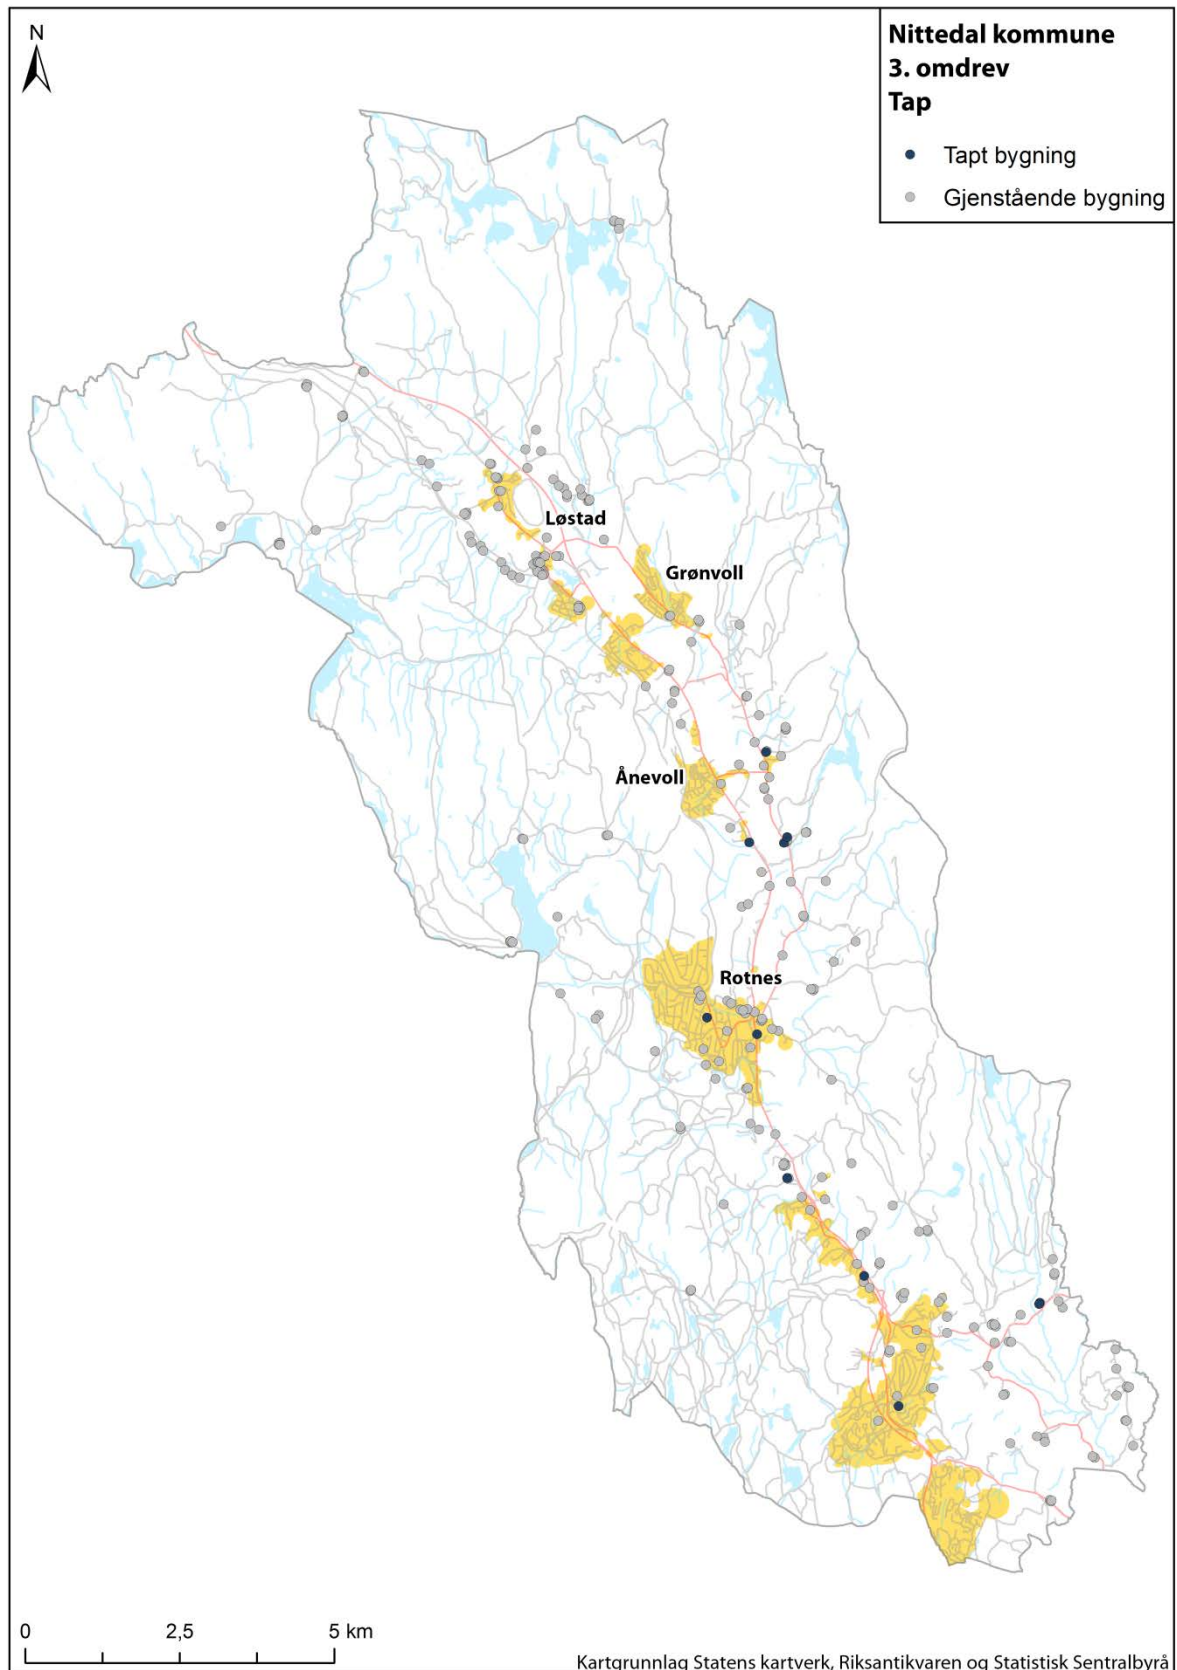 N
Nittedal kommune
3. omdrev
Tap
Tapt bygning
Gjenstående bygning
Løstad
Grønvoll
Ånevoll
Rotnes
0 2,5 5 km
Kartgrunnlag Statens kartverk, Riksantikvaren og Statistisk Sentralbyrå